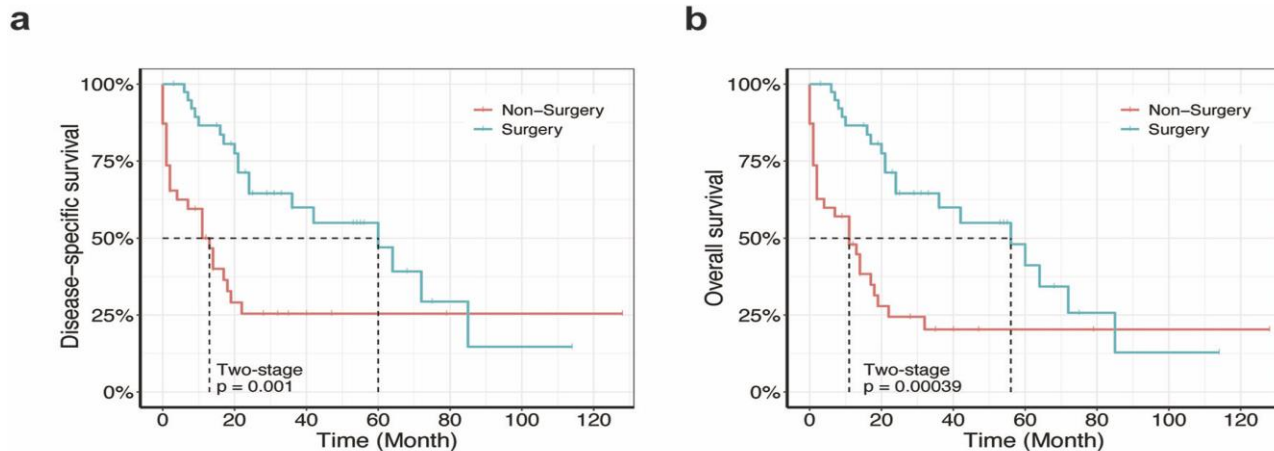 a
Disease-specific survival
100%
75%
50%
25%
0%
Non-Surgery
Surgery
Two-stage
p = 0.001
0 20 40 60 80 100 120
Time (Month)
b
Overall survival
100%
75%
50%
25%
0%
Non-Surgery
Surgery
Two-stage
p = 0.00039
0 20 40 60 80 100 120
Time (Month)